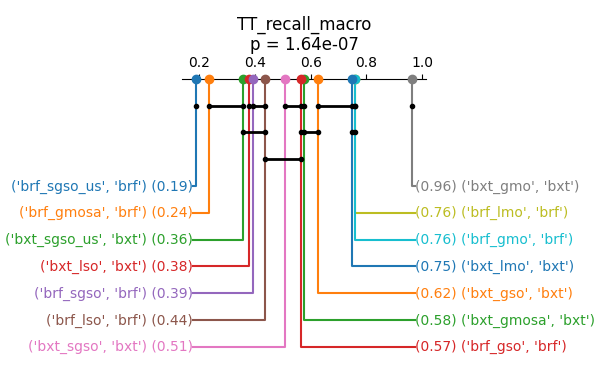 TT_recall_macro
p = 1.64e-07
0.2 0.4 0.6 0.8 1.0
('brf_sgso_us', 'brf') (0.19) (0.96) ('bxt_gmo', 'bxt')
('brf_gmosa', 'brf') (0.24) (0.76) ('brf_lmo', 'brf')
('bxt_sgso_us', 'bxt') (0.36) (0.76) ('brf_gmo', 'brf')
('bxt_lso', 'bxt') (0.38) (0.75) ('bxt_lmo', 'bxt')
('brf_sgso', 'brf') (0.39) (0.62) ('bxt_gso', 'bxt')
('brf_lso', 'brf') (0.44) (0.58) ('bxt_gmosa', 'bxt')
('bxt_sgso', 'bxt') (0.51) (0.57) ('brf_gso', 'brf')